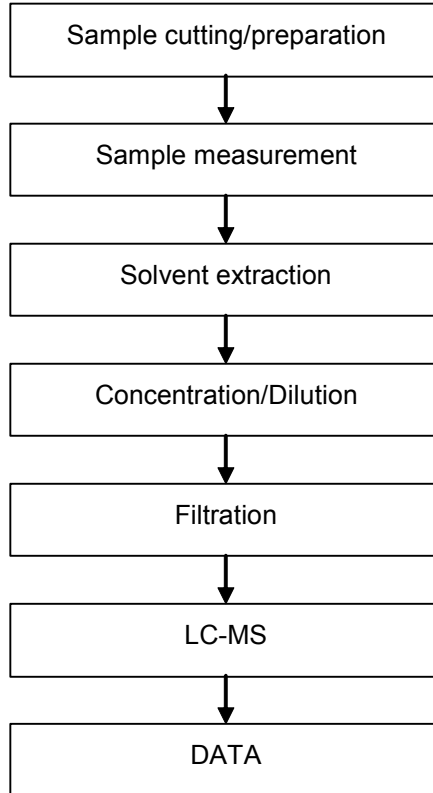 Sample cutting/preparation
Sample measurement
Solvent extraction
Concentration/Dilution
Filtration
LC-MS
DATA